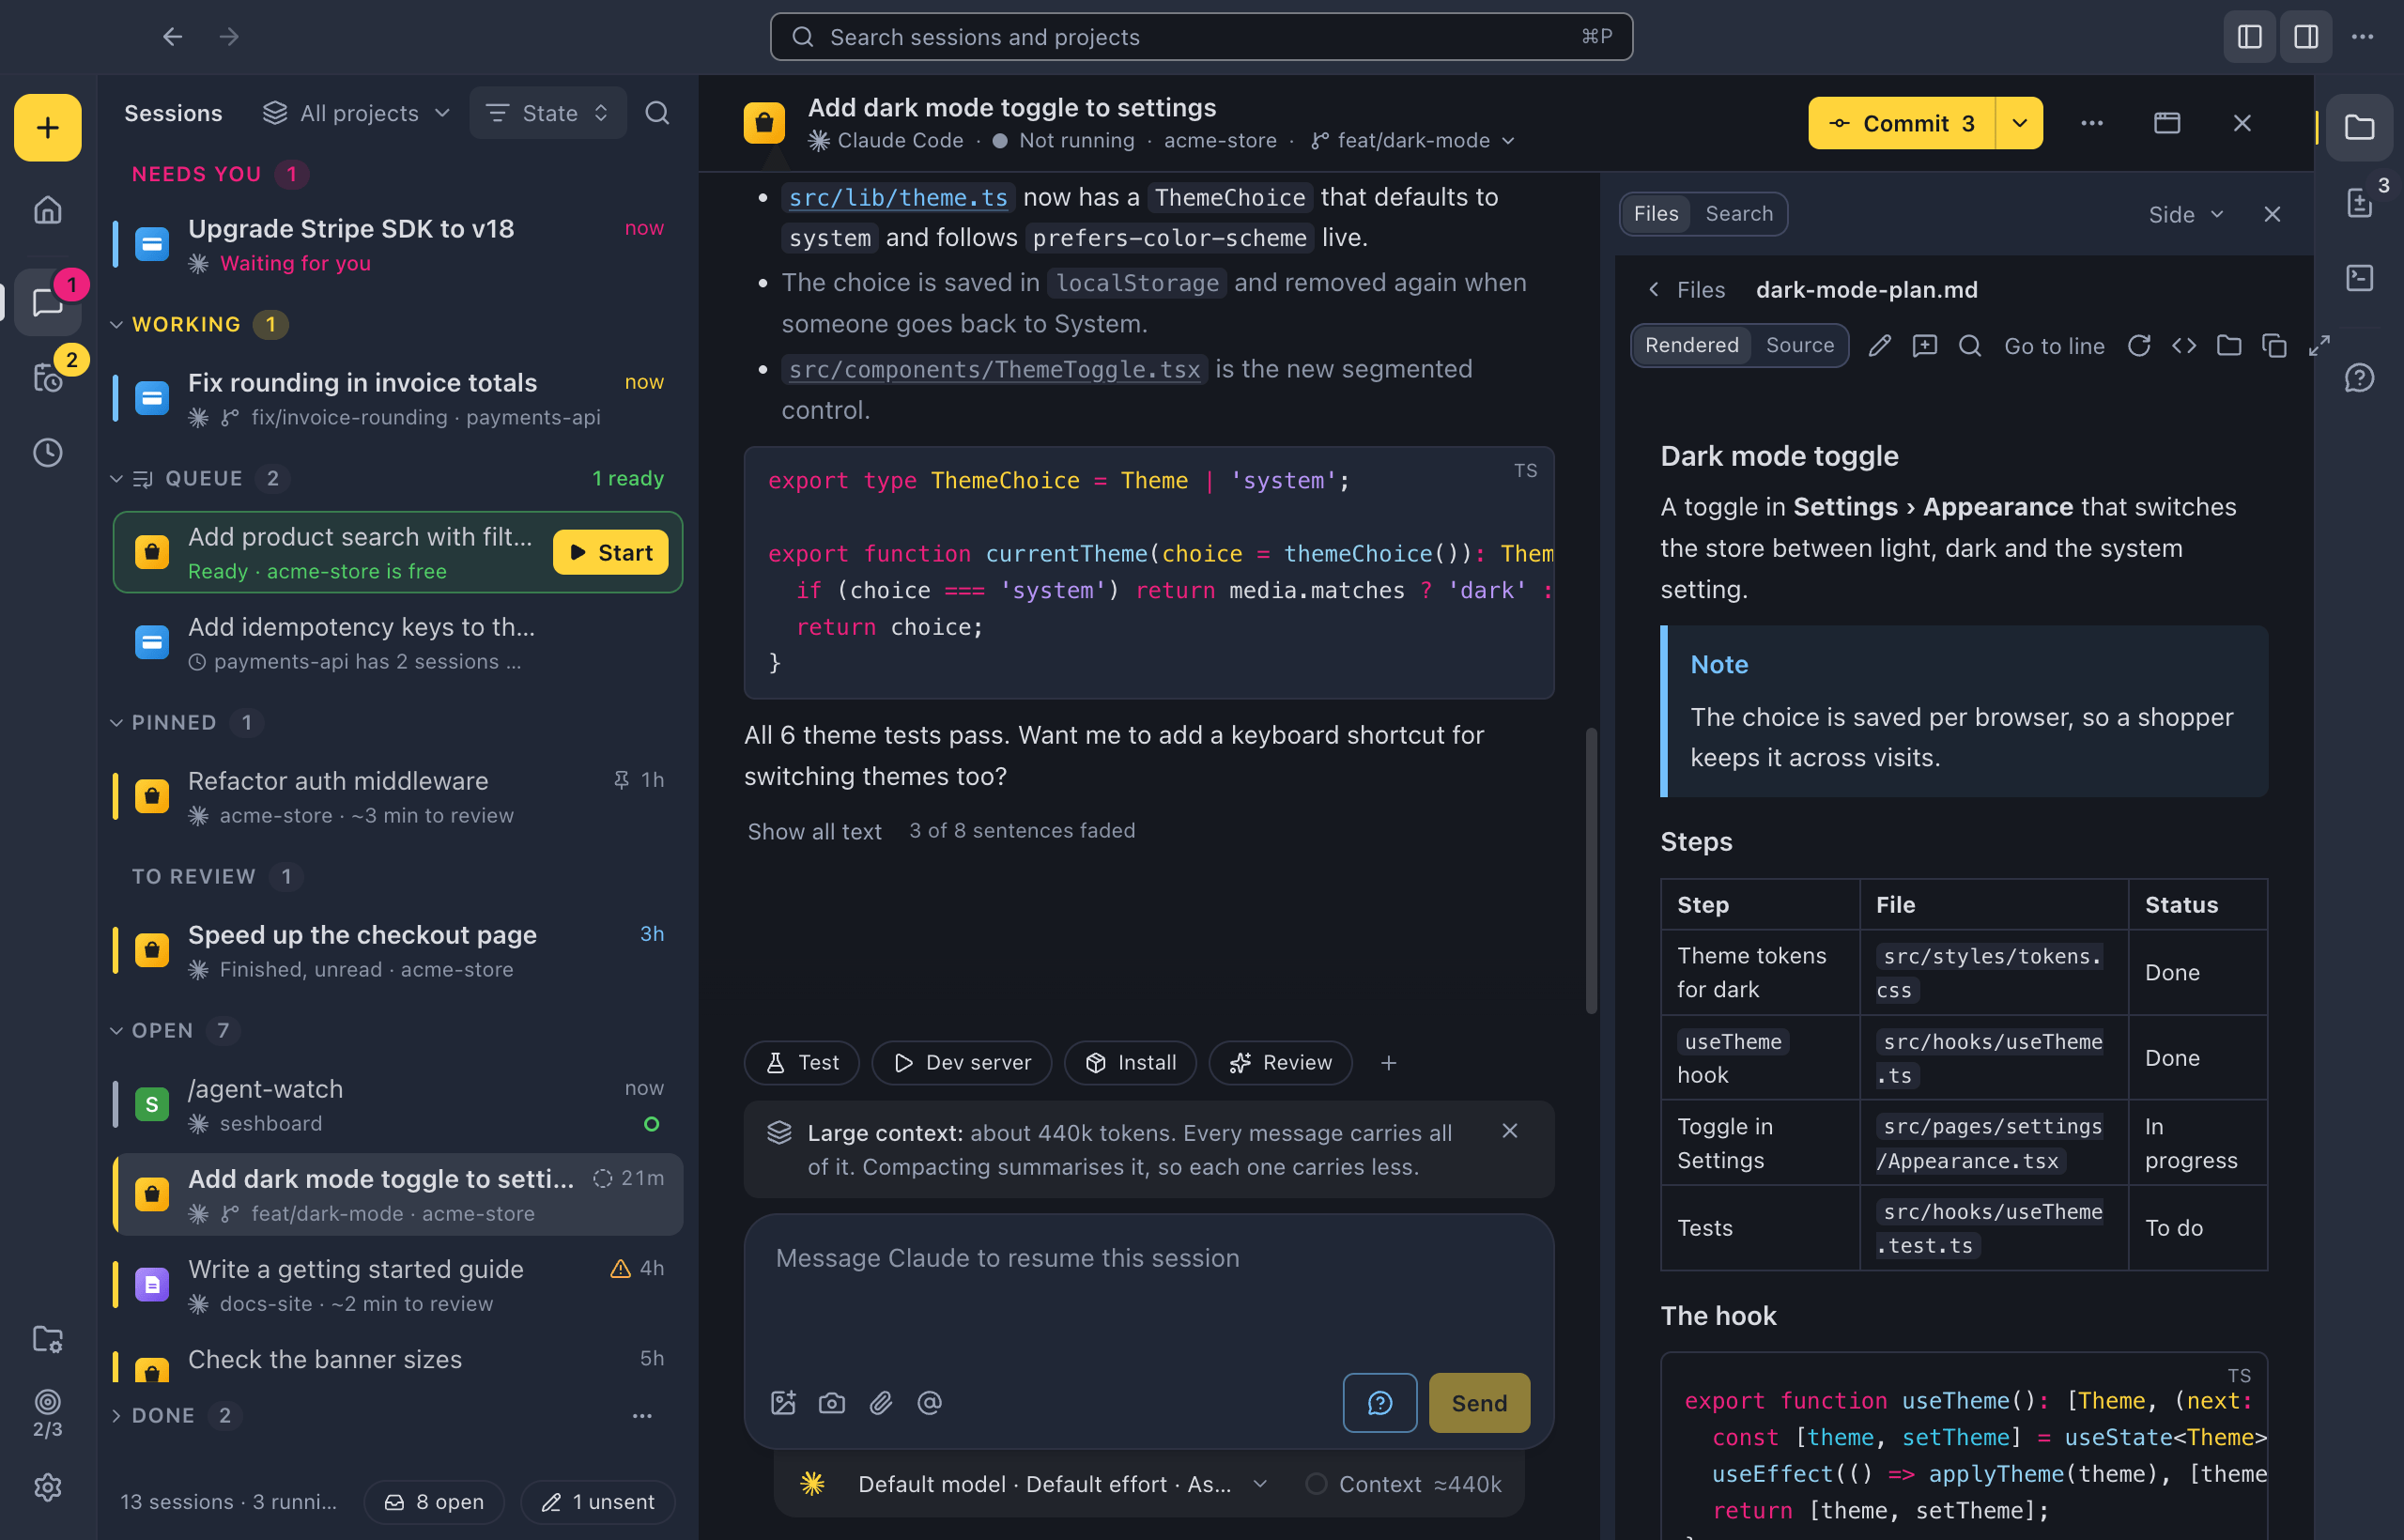 Search sessions and projects ⌘P
Sessions All projects State
NEEDS YOU 1
Upgrade Stripe SDK to v18 now
Waiting for you
WORKING 1
Fix rounding in invoice totals now
fix/invoice-rounding · payments-api
QUEUE 2 1 ready
Add product search with filt... Start
Ready · acme-store is free
Add idempotency keys to th...
payments-api has 2 sessions ...
PINNED 1
Refactor auth middleware 1h
acme-store · ~3 min to review
TO REVIEW 1
Speed up the checkout page 3h
Finished, unread · acme-store
OPEN 7
S /agent-watch now
seshboard
Add dark mode toggle to setti... 21m
feat/dark-mode · acme-store
Write a getting started guide 4h
docs-site · ~2 min to review
Check the banner sizes 5h
DONE 2
13 sessions · 3 runni... 8 open 1 unsent
1
2
2/3
Add dark mode toggle to settings
Claude Code · Not running · acme-store · feat/dark-mode
Commit 3
src/lib/theme.ts now has a ThemeChoice that defaults to
system and follows prefers-color-scheme live.
The choice is saved in localStorage and removed again when
someone goes back to System.
src/components/ThemeToggle.tsx is the new segmented
control.
TS
export type ThemeChoice = Theme | 'system';
export function currentTheme(choice = themeChoice()): Them
if (choice === 'system') return media.matches ? 'dark' :
return choice;
}
All 6 theme tests pass. Want me to add a keyboard shortcut for
switching themes too?
Show all text 3 of 8 sentences faded
Test Dev server Install Review
Large context: about 440k tokens. Every message carries all
of it. Compacting summarises it, so each one carries less.
Message Claude to resume this session
Send
Default model · Default effort · As... Context ≈440k
Files Search Side
Files dark-mode-plan.md
Rendered Source Go to line
Dark mode toggle
A toggle in Settings › Appearance that switches
the store between light, dark and the system
setting.
Note
The choice is saved per browser, so a shopper
keeps it across visits.
Steps
Step File Status
Theme tokens
for dark
src/styles/tokens.
css
Done
useTheme
hook
src/hooks/useTheme
.ts
Done
Toggle in
Settings
src/pages/settings
/Appearance.tsx
In
progress
Tests
src/hooks/useTheme
.test.ts
To do
The hook
TS
export function useTheme(): [Theme, (next:
const [theme, setTheme] = useState<Theme>
useEffect(() => applyTheme(theme), [theme
return [theme, setTheme];
3